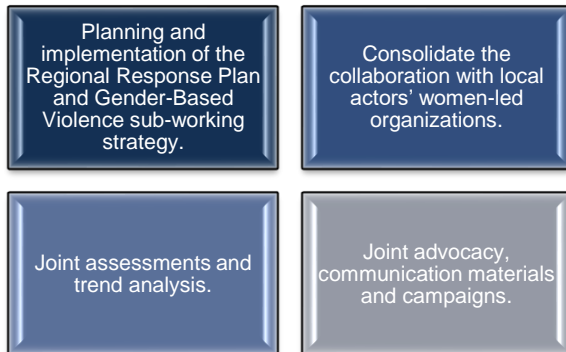 Planning and
implementation of the
Regional Response Plan
and Gender-Based
Violence sub-working
strategy.
Consolidate the
collaboration with local
actors' women-led
organizations.
Joint assessments and
trend analysis.
Joint advocacy,
communication materials
and campaigns.